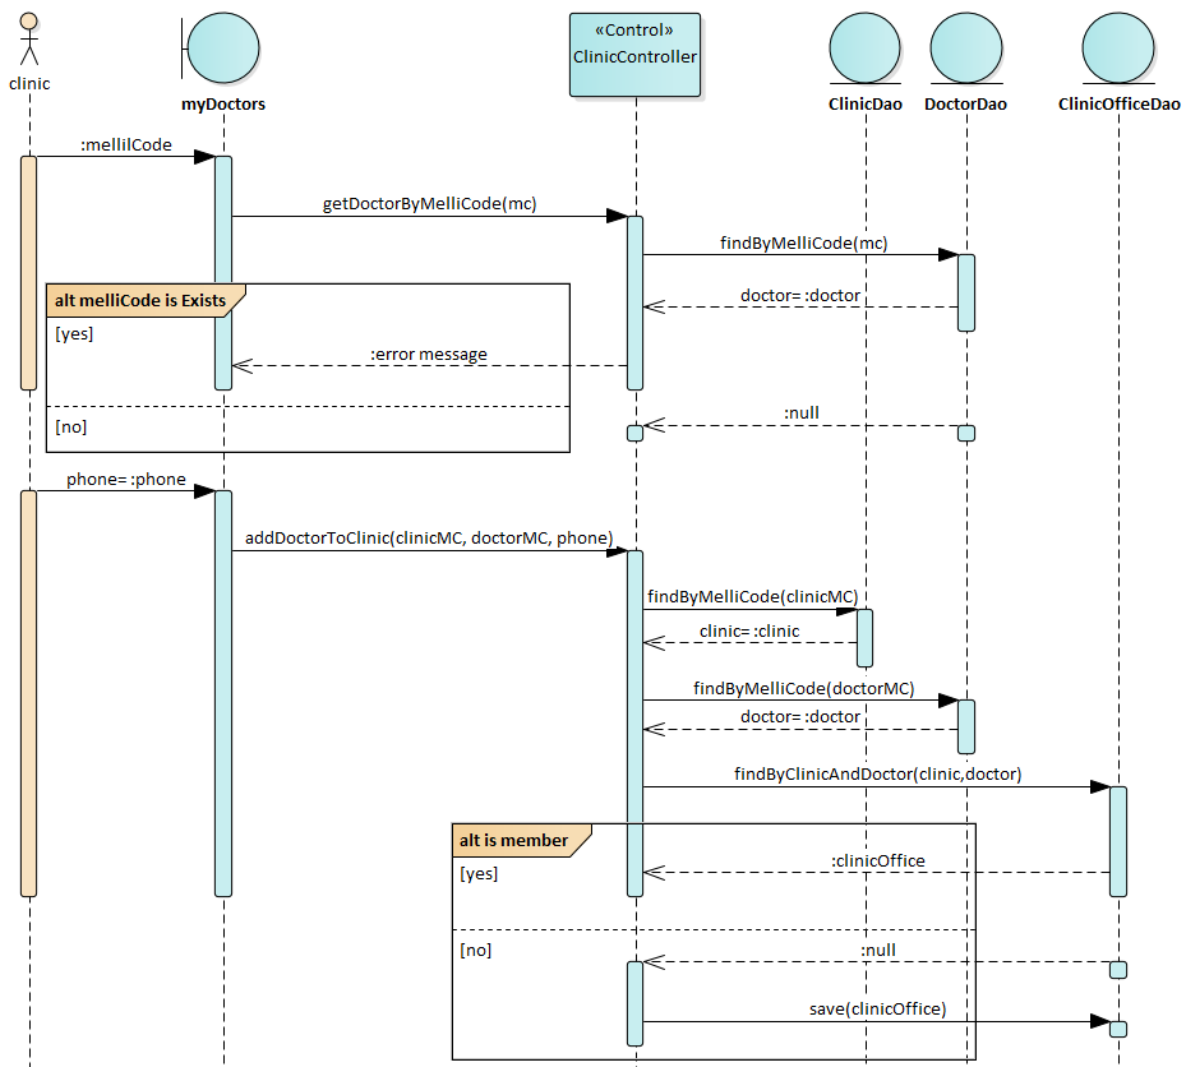 «Control»
ClinicController
clinic
myDoctors
ClinicDao
DoctorDao
ClinicOfficeDao
:mellilCode
getDoctorByMelliCode(mc)
findByMelliCode(mc)
alt melliCode is Exists
doctor= :doctor
[yes]
:error message
:null
[no]
phone= :phone
addDoctorToClinic(clinicMC, doctorMC, phone)
findByMelliCode(clinicMC)
clinic= :clinic
findByMelliCode(doctorMC)
doctor= :doctor
findByClinicAndDoctor(clinic,doctor)
alt is member
:clinicOffice
[yes]
[no]
:null
save(clinicOffice)